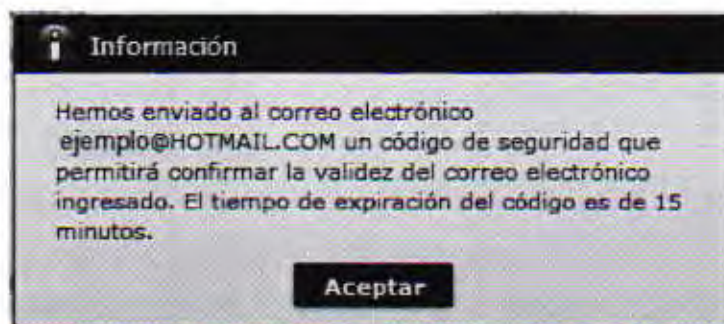 Información
Hemos enviado al correo electrónico
ejemplo@HOTMAIL.COM un código de seguridad que
permitirá confirmar la validez del correo electrónico
ingresado. El tiempo de expiración del código es de 15
minutos.
Aceptar